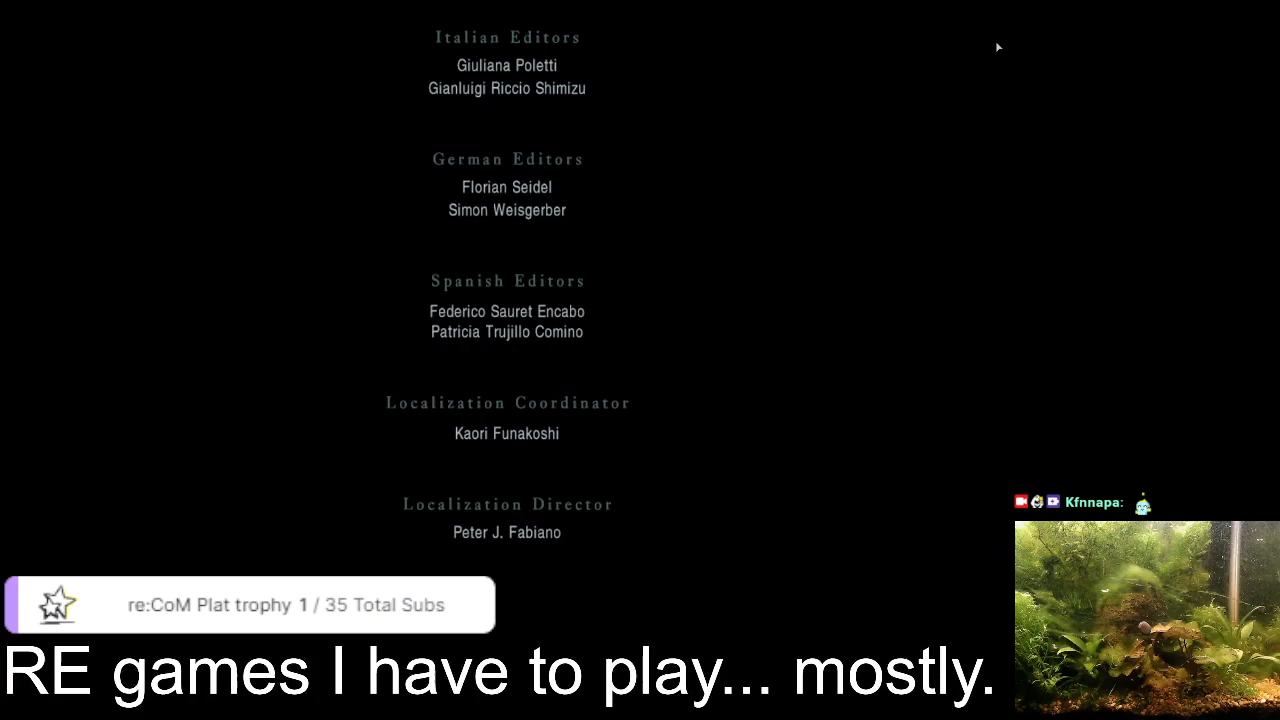 Italian Editors
Giuliana Poletti
Gianluigi Riccio Shimizu
German Editors
Florian Seidel
Simon Weisgerber
Spanish Editors
Federico Sauret Encabo
Patricia Trujillo Comino
Localization Coordinator
Kaori Funakoshi
Localization Director
Peter J. Fabiano
Kfnnapa:
re:CoM Plat trophy 1 / 35 Total Subs
RE games I have to play... mostly.